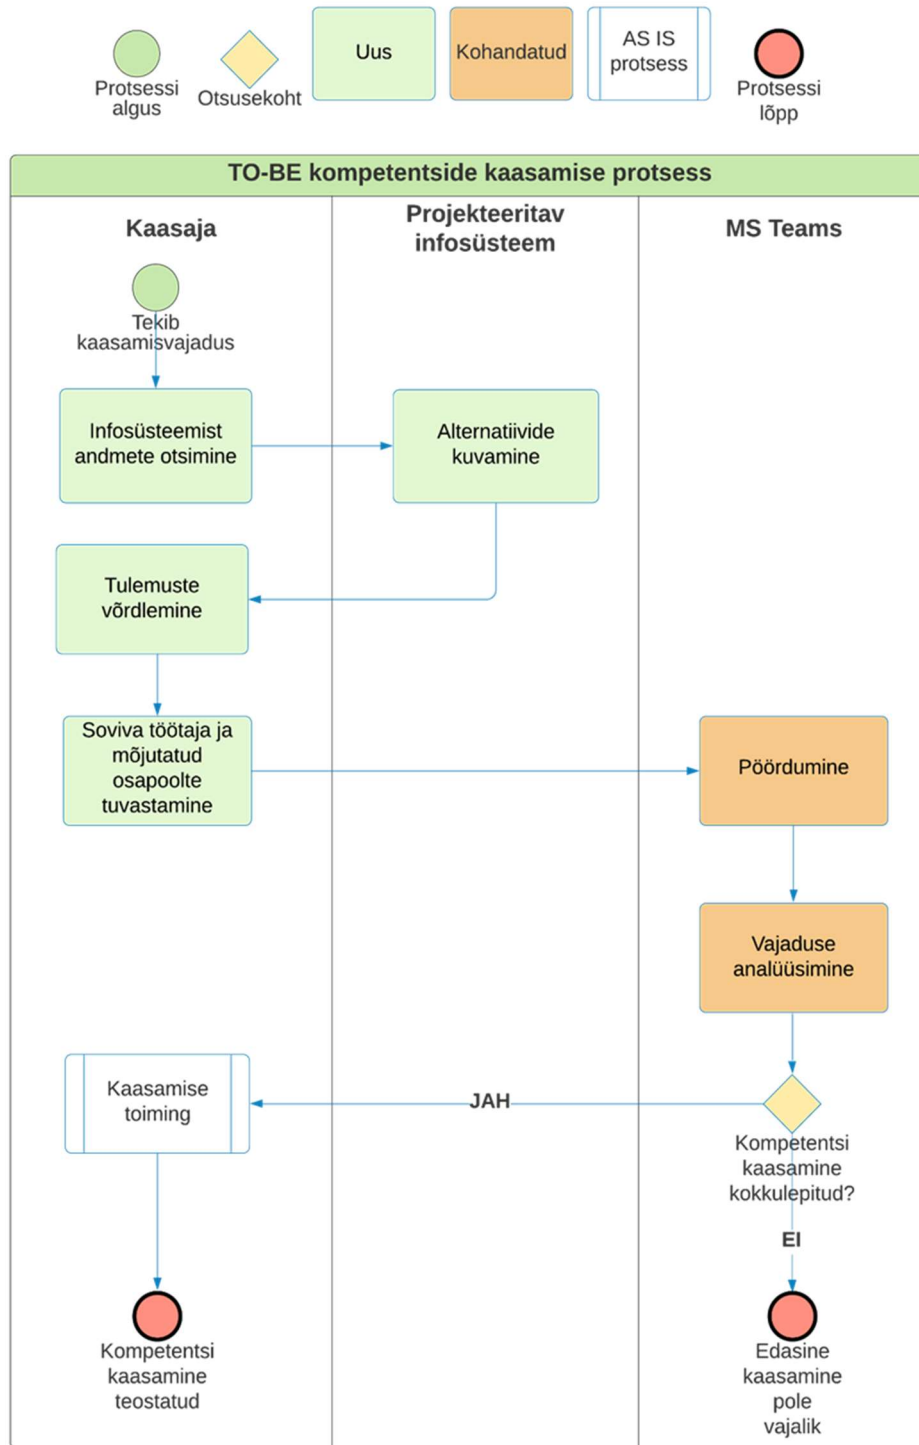 Protsessi
algus
Otsusekoht
Uus
Kohandatud
AS IS
protsess
Protsessi
lõpp
TO-BE kompetentside kaasamise protsess
Kaasaja
Projekteeritav
infosüsteem
MS Teams
Tekib
kaasamisvajadus
Infosüsteemist
andmete otsimine
Alternatiivide
kuvamine
Tulemuste
võrdlemine
Soviva töötaja ja
mõjutatud
osapoolte
tuvastamine
Pöördumine
Vajaduse
analüüsimine
Kaasamise
toiming
JAH
Kompetentsi
kaasamine
kokkulepitud?
EI
Kompetentsi
kaasamine
teostatud
Edasine
kaasamine
pole
vajalik